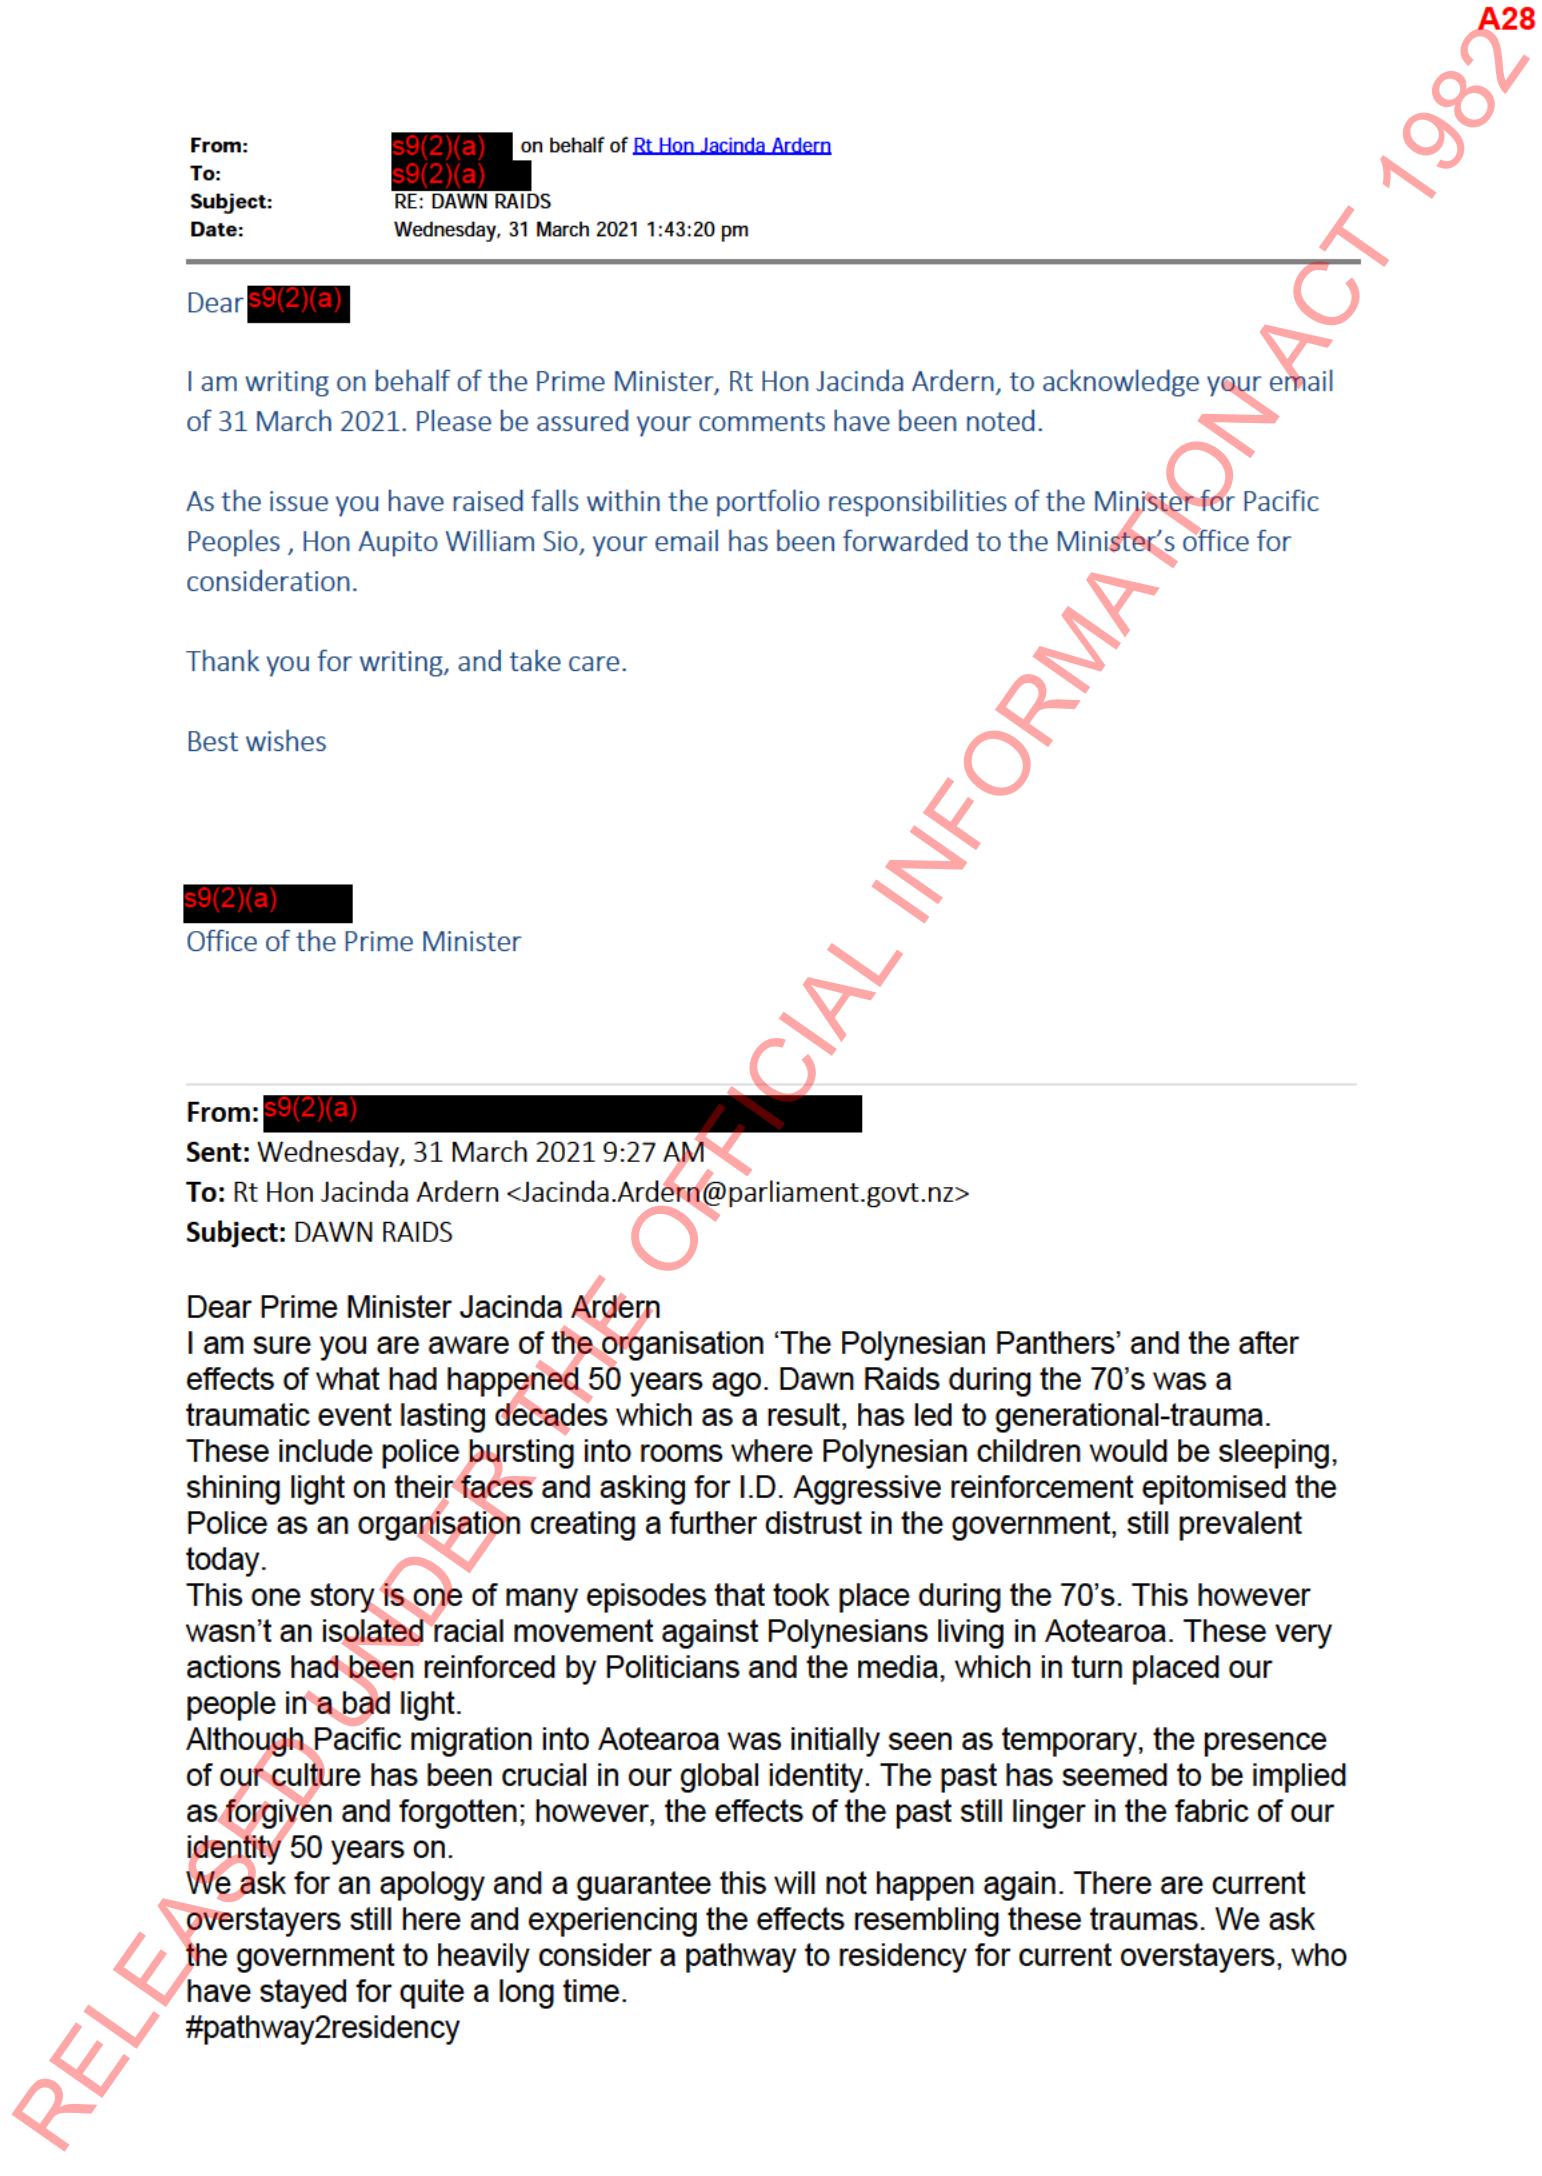 A28
From: s9(2)(a) on behalf of Rt Hon Jacinda Ardern
To: s9(2)(a)
Subject: RE: DAWN RAIDS
Date: Wednesday, 31 March 2021 1:43:20 pm
Dear s9(2)(a)
I am writing on behalf of the Prime Minister, Rt Hon Jacinda Ardern, to acknowledge your email
of 31 March 2021. Please be assured your comments have been noted.
As the issue you have raised falls within the portfolio responsibilities of the Minister for Pacific
Peoples , Hon Aupito William Sio, your email has been forwarded to the Minister’s office for
consideration.
Thank you for writing, and take care.
Best wishes
s9(2)(a)
Office of the Prime Minister
From: s9(2)(a)
Sent: Wednesday, 31 March 2021 9:27 AM
To: Rt Hon Jacinda Ardern <Jacinda.Ardern@parliament.govt.nz>
Subject: DAWN RAIDS
Dear Prime Minister Jacinda Ardern
I am sure you are aware of the organisation ‘The Polynesian Panthers’ and the after
effects of what had happened 50 years ago. Dawn Raids during the 70’s was a
traumatic event lasting decades which as a result, has led to generational-trauma.
These include police bursting into rooms where Polynesian children would be sleeping,
shining light on their faces and asking for I.D. Aggressive reinforcement epitomised the
Police as an organisation creating a further distrust in the government, still prevalent
today.
This one story is one of many episodes that took place during the 70’s. This however
wasn’t an isolated racial movement against Polynesians living in Aotearoa. These very
actions had been reinforced by Politicians and the media, which in turn placed our
people in a bad light.
Although Pacific migration into Aotearoa was initially seen as temporary, the presence
of our culture has been crucial in our global identity. The past has seemed to be implied
as forgiven and forgotten; however, the effects of the past still linger in the fabric of our
identity 50 years on.
We ask for an apology and a guarantee this will not happen again. There are current
overstayers still here and experiencing the effects resembling these traumas. We ask
the government to heavily consider a pathway to residency for current overstayers, who
have stayed for quite a long time.
#pathway2residency
RELEASED UNDER THE OFFICIAL INFORMATION ACT 1982